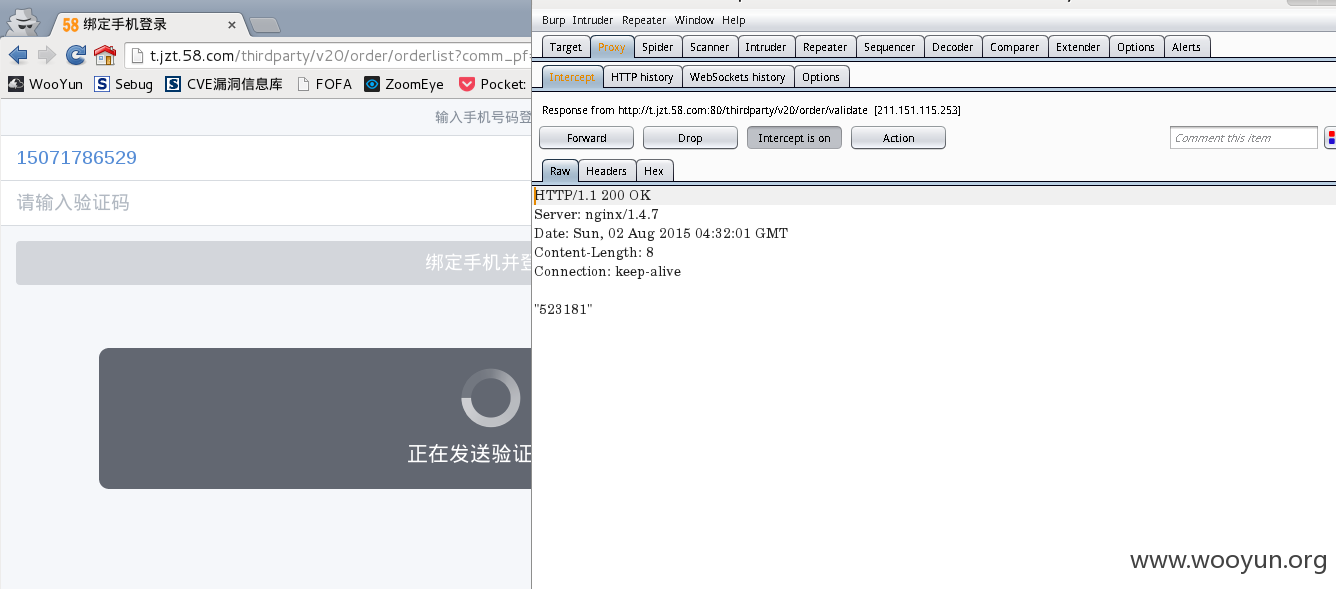 58 绑定手机登录
t.jzt.58.com/thirdparty/v20/order/orderlist?comm_pf=
WooYun
Sebug
CVE漏洞信息库
FOFA
ZoomEye
Pocket:
输入手机号码登
15071786529
请输入验证码
绑定手机并登
正在发送验证
Burp Intruder Repeater Window Help
Target Proxy Spider Scanner Intruder Repeater Sequencer Decoder Comparer Extender Options Alerts
Intercept HTTP history WebSockets history Options
Response from http://t.jzt.58.com:80/thirdparty/v20/order/validate [211.151.115.253]
Forward Drop Intercept is on Action Comment this item
Raw Headers Hex
HTTP/1.1 200 OK
Server: nginx/1.4.7
Date: Sun, 02 Aug 2015 04:32:01 GMT
Content-Length: 8
Connection: keep-alive
"523181"
www.wooyun.org